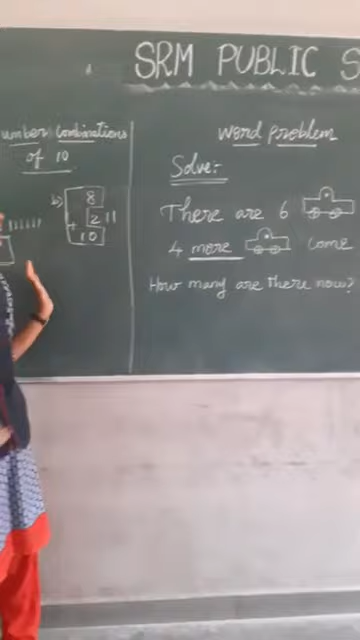 SRM PUBLIC S
umber combinations
of 10
b) 8
+ 2 11
10
word problem
Solve:-
There are 6
4 more come
How many are there now?